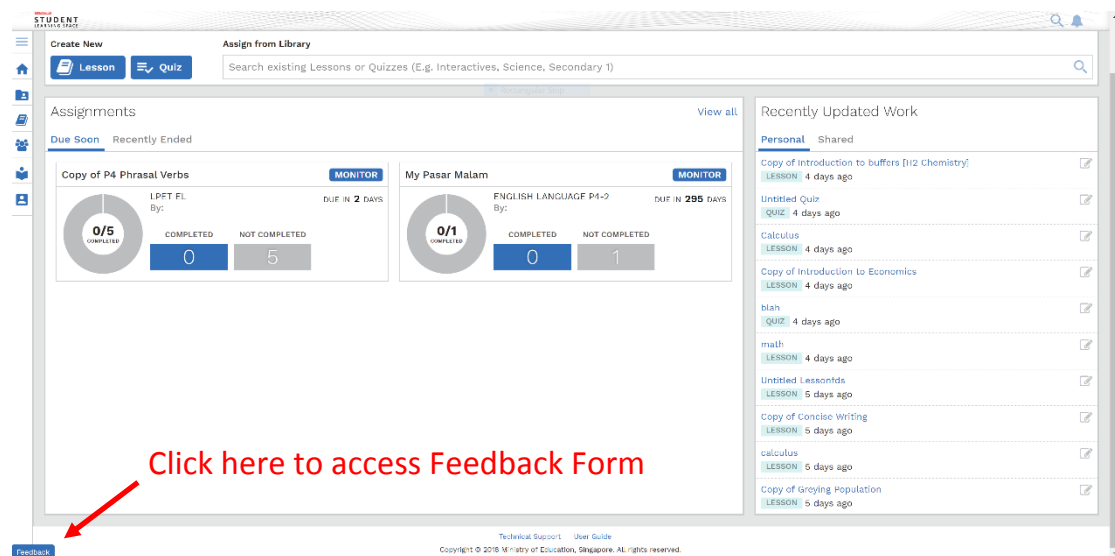 STUDENT
LEARNING SPACE
Create New
Assign from Library
Lesson
Quiz
Search existing Lessons or Quizzes (E.g. Interactives, Science, Secondary 1)
Rectangular Snip
Assignments
View all
Due Soon Recently Ended
Copy of P4 Phrasal Verbs
MONITOR
LPET EL
By:
DUE IN 2 DAYS
0/5
COMPLETED
COMPLETED NOT COMPLETED
0 5
My Pasar Malam
MONITOR
ENGLISH LANGUAGE P4-2
By:
DUE IN 295 DAYS
0/1
COMPLETED
COMPLETED NOT COMPLETED
0 1
Recently Updated Work
Personal Shared
Copy of Introduction to buffers [H2 Chemistry]
LESSON 4 days ago
Untitled Quiz
QUIZ 4 days ago
Calculus
LESSON 4 days ago
Copy of Introduction to Economics
LESSON 4 days ago
blah
QUIZ 4 days ago
math
LESSON 4 days ago
Untitled Lessonfds
LESSON 5 days ago
Copy of Concise Writing
LESSON 5 days ago
calculus
LESSON 5 days ago
Copy of Greying Population
LESSON 5 days ago
Click here to access Feedback Form
Feedback
Technical Support User Guide
Copyright © 2018 Ministry of Education, Singapore. All rights reserved.